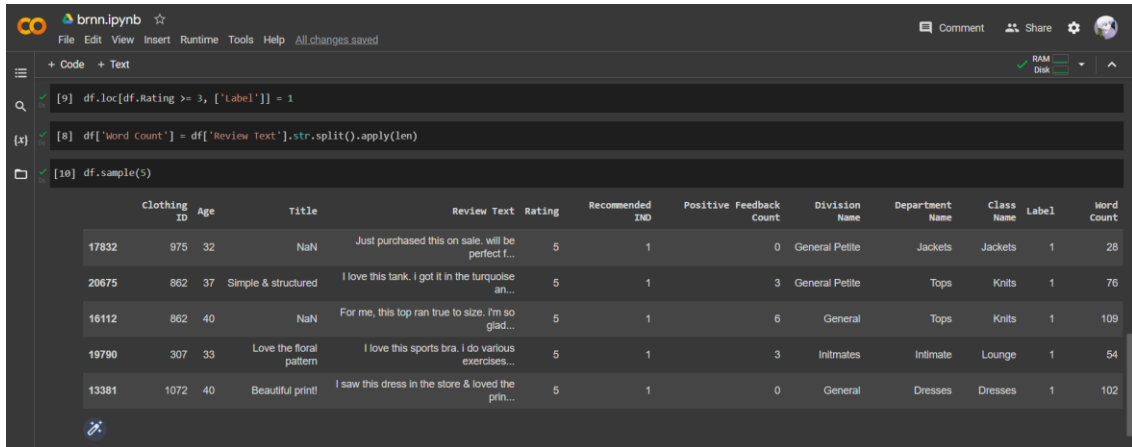 CO brnn.ipynb
Comment Share
File Edit View Insert Runtime Tools Help All changes saved
+ Code + Text
RAM
Disk
[9] df.loc[df.Rating >= 3, ['Label']] = 1
[8] df['Word Count'] = df['Review Text'].str.split().apply(len)
{x}
[10] df.sample(5)
Clothing ID Age Title Review Text Rating Recommended IND Positive Feedback Count Division Name Department Name Class Name Label Word Count
17832 975 32 NaN Just purchased this on sale. will be perfect f... 5 1 0 General Petite Jackets Jackets 1 28
20675 862 37 Simple & structured I love this tank. i got it in the turquoise an... 5 1 3 General Petite Tops Knits 1 76
16112 862 40 NaN For me, this top ran true to size. i'm so glad... 5 1 6 General Tops Knits 1 109
19790 307 33 Love the floral pattern I love this sports bra. i do various exercises... 5 1 3 Initmates Intimate Lounge 1 54
13381 1072 40 Beautiful print! I saw this dress in the store & loved the prin... 5 1 0 General Dresses Dresses 1 102